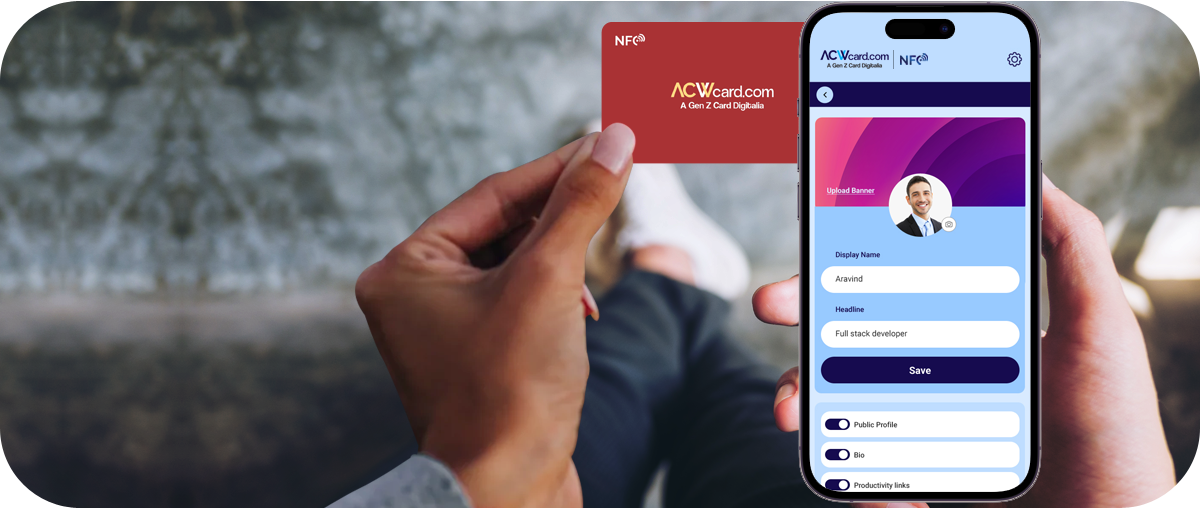 NFC
ACWcard.com
A Gen Z Card Digitalia
ACWcard.com
A Gen Z Card Digitalia
NFC
Upload Banner
Display Name
Aravind
Headline
Full stack developer
Save
Public Profile
Bio
Productivity links